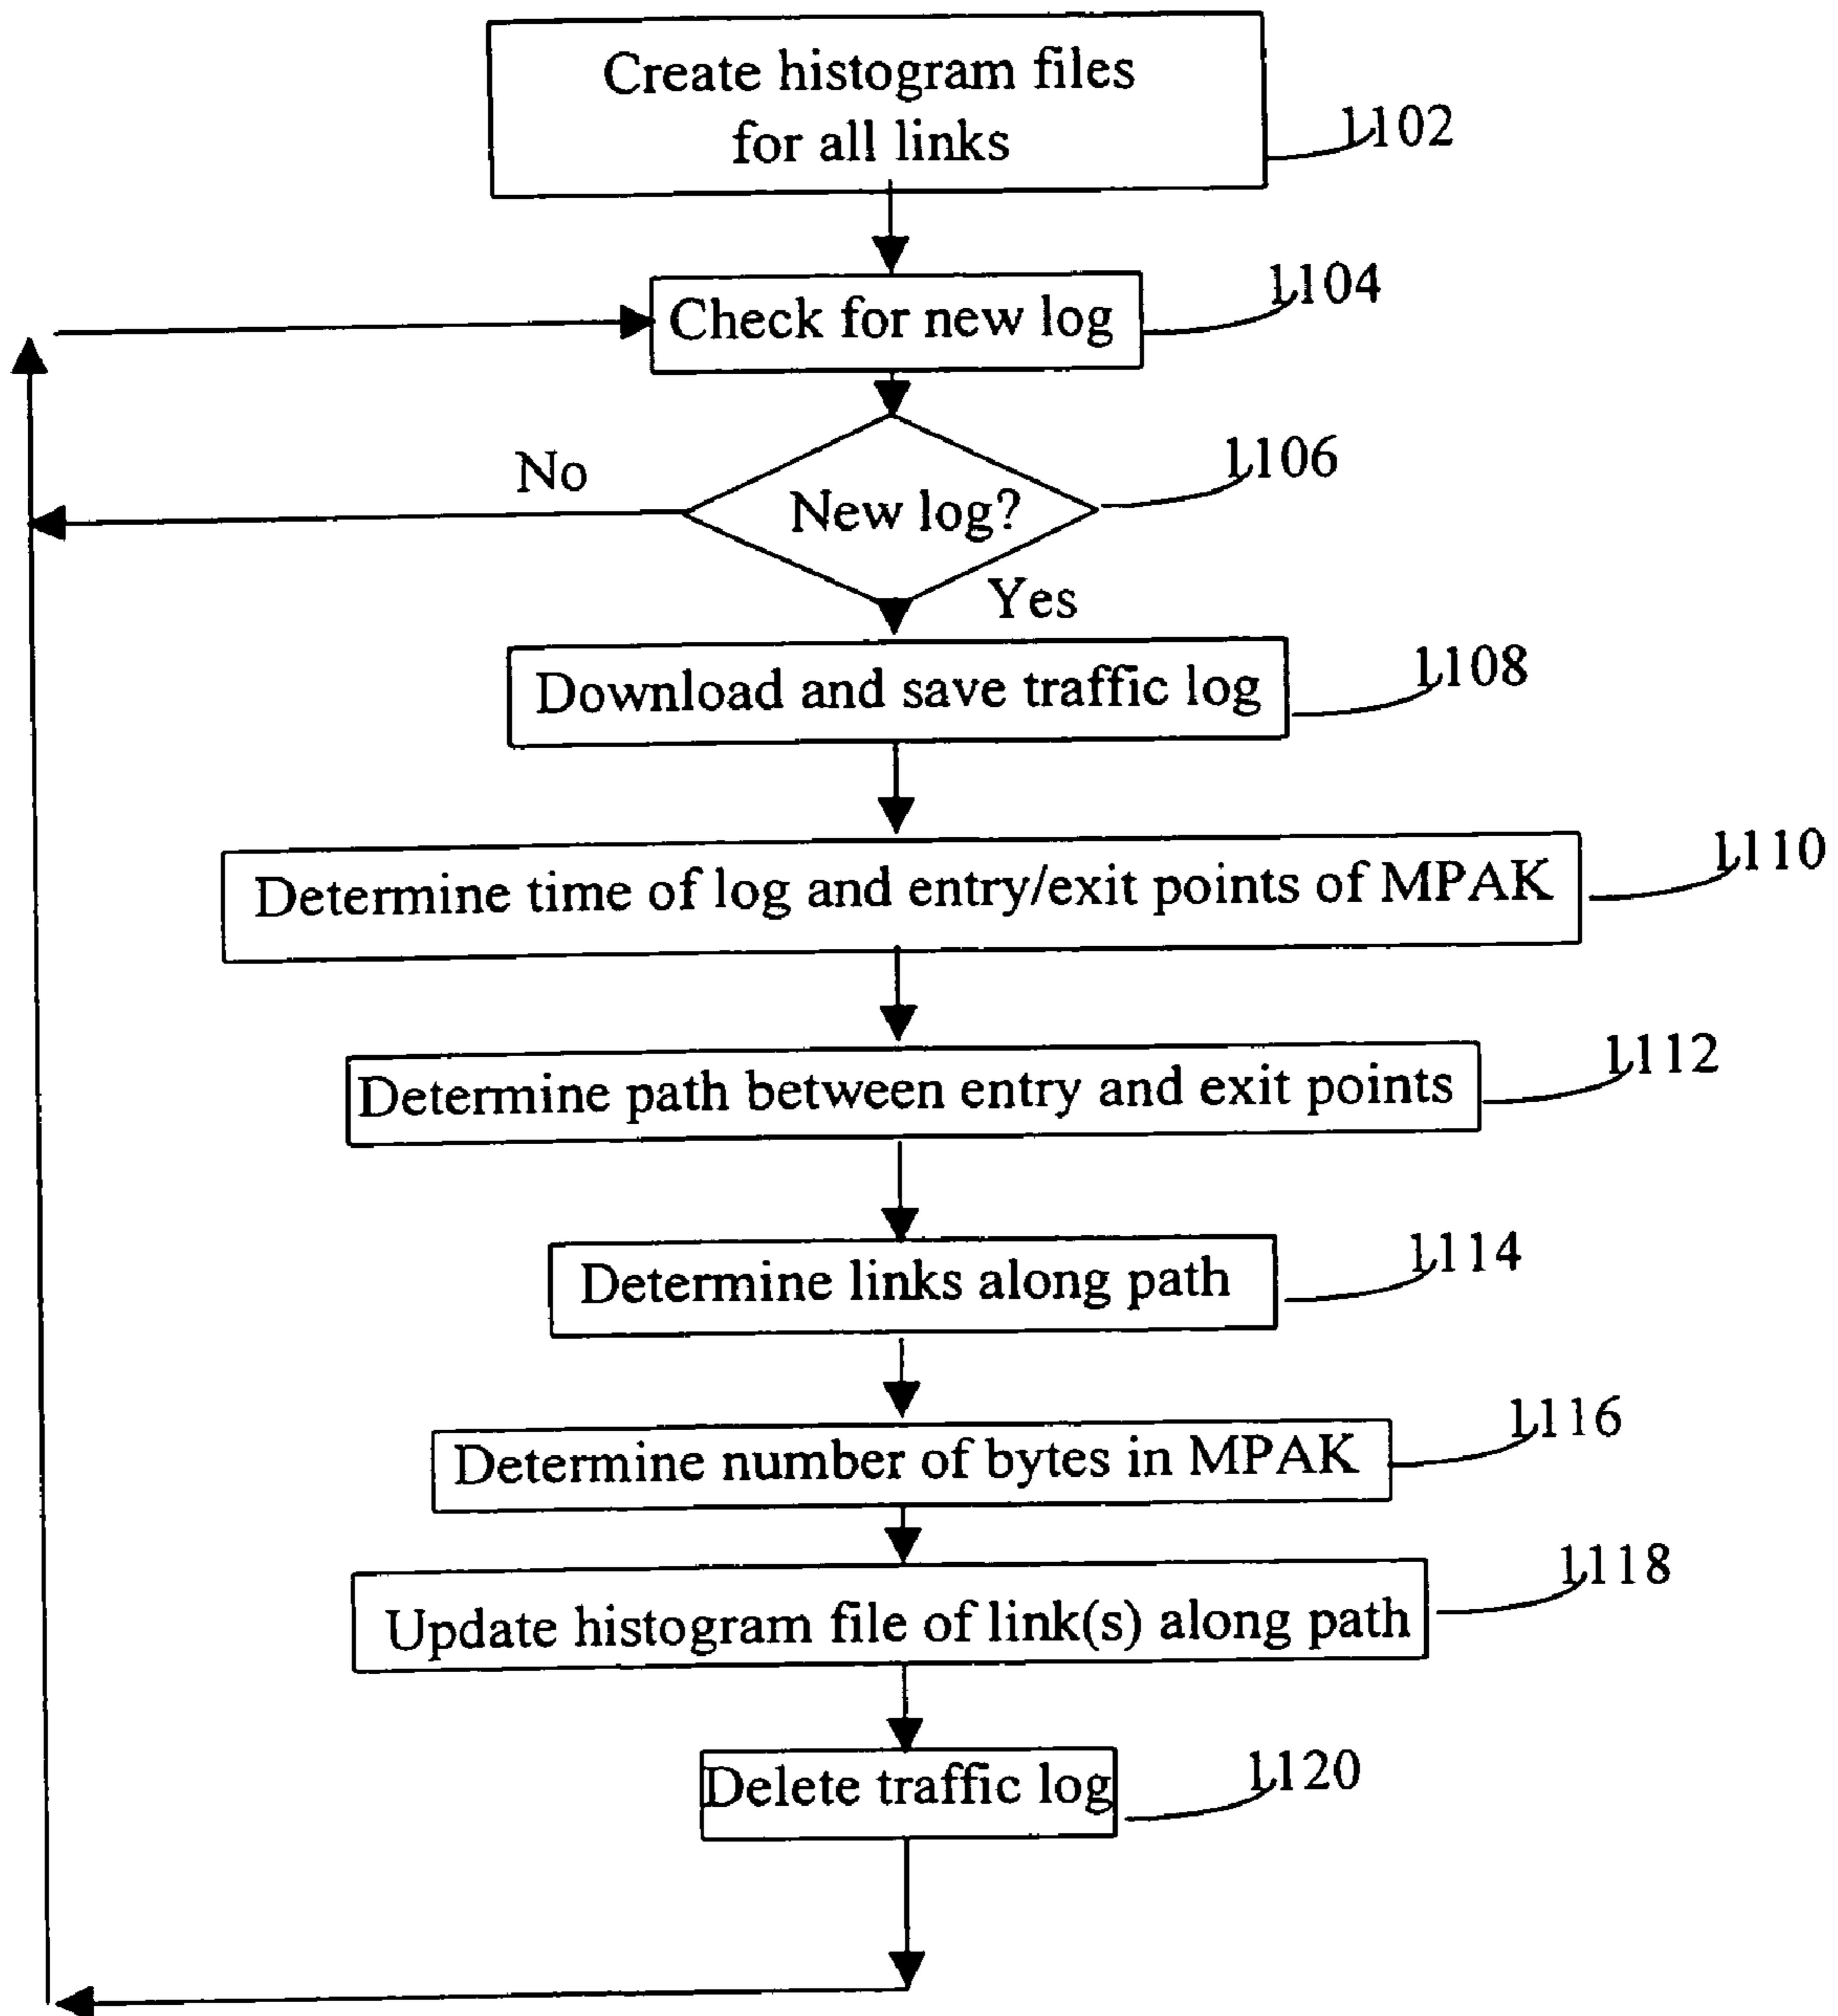 Create histogram files
for all links
1102
Check for new log
1104
New log?
1106
No
Yes
Download and save traffic log
1108
Determine time of log and entry/exit points of MPAK
1110
Determine path between entry and exit points
1112
Determine links along path
1114
Determine number of bytes in MPAK
1116
Update histogram file of link(s) along path
1118
Delete traffic log
1120